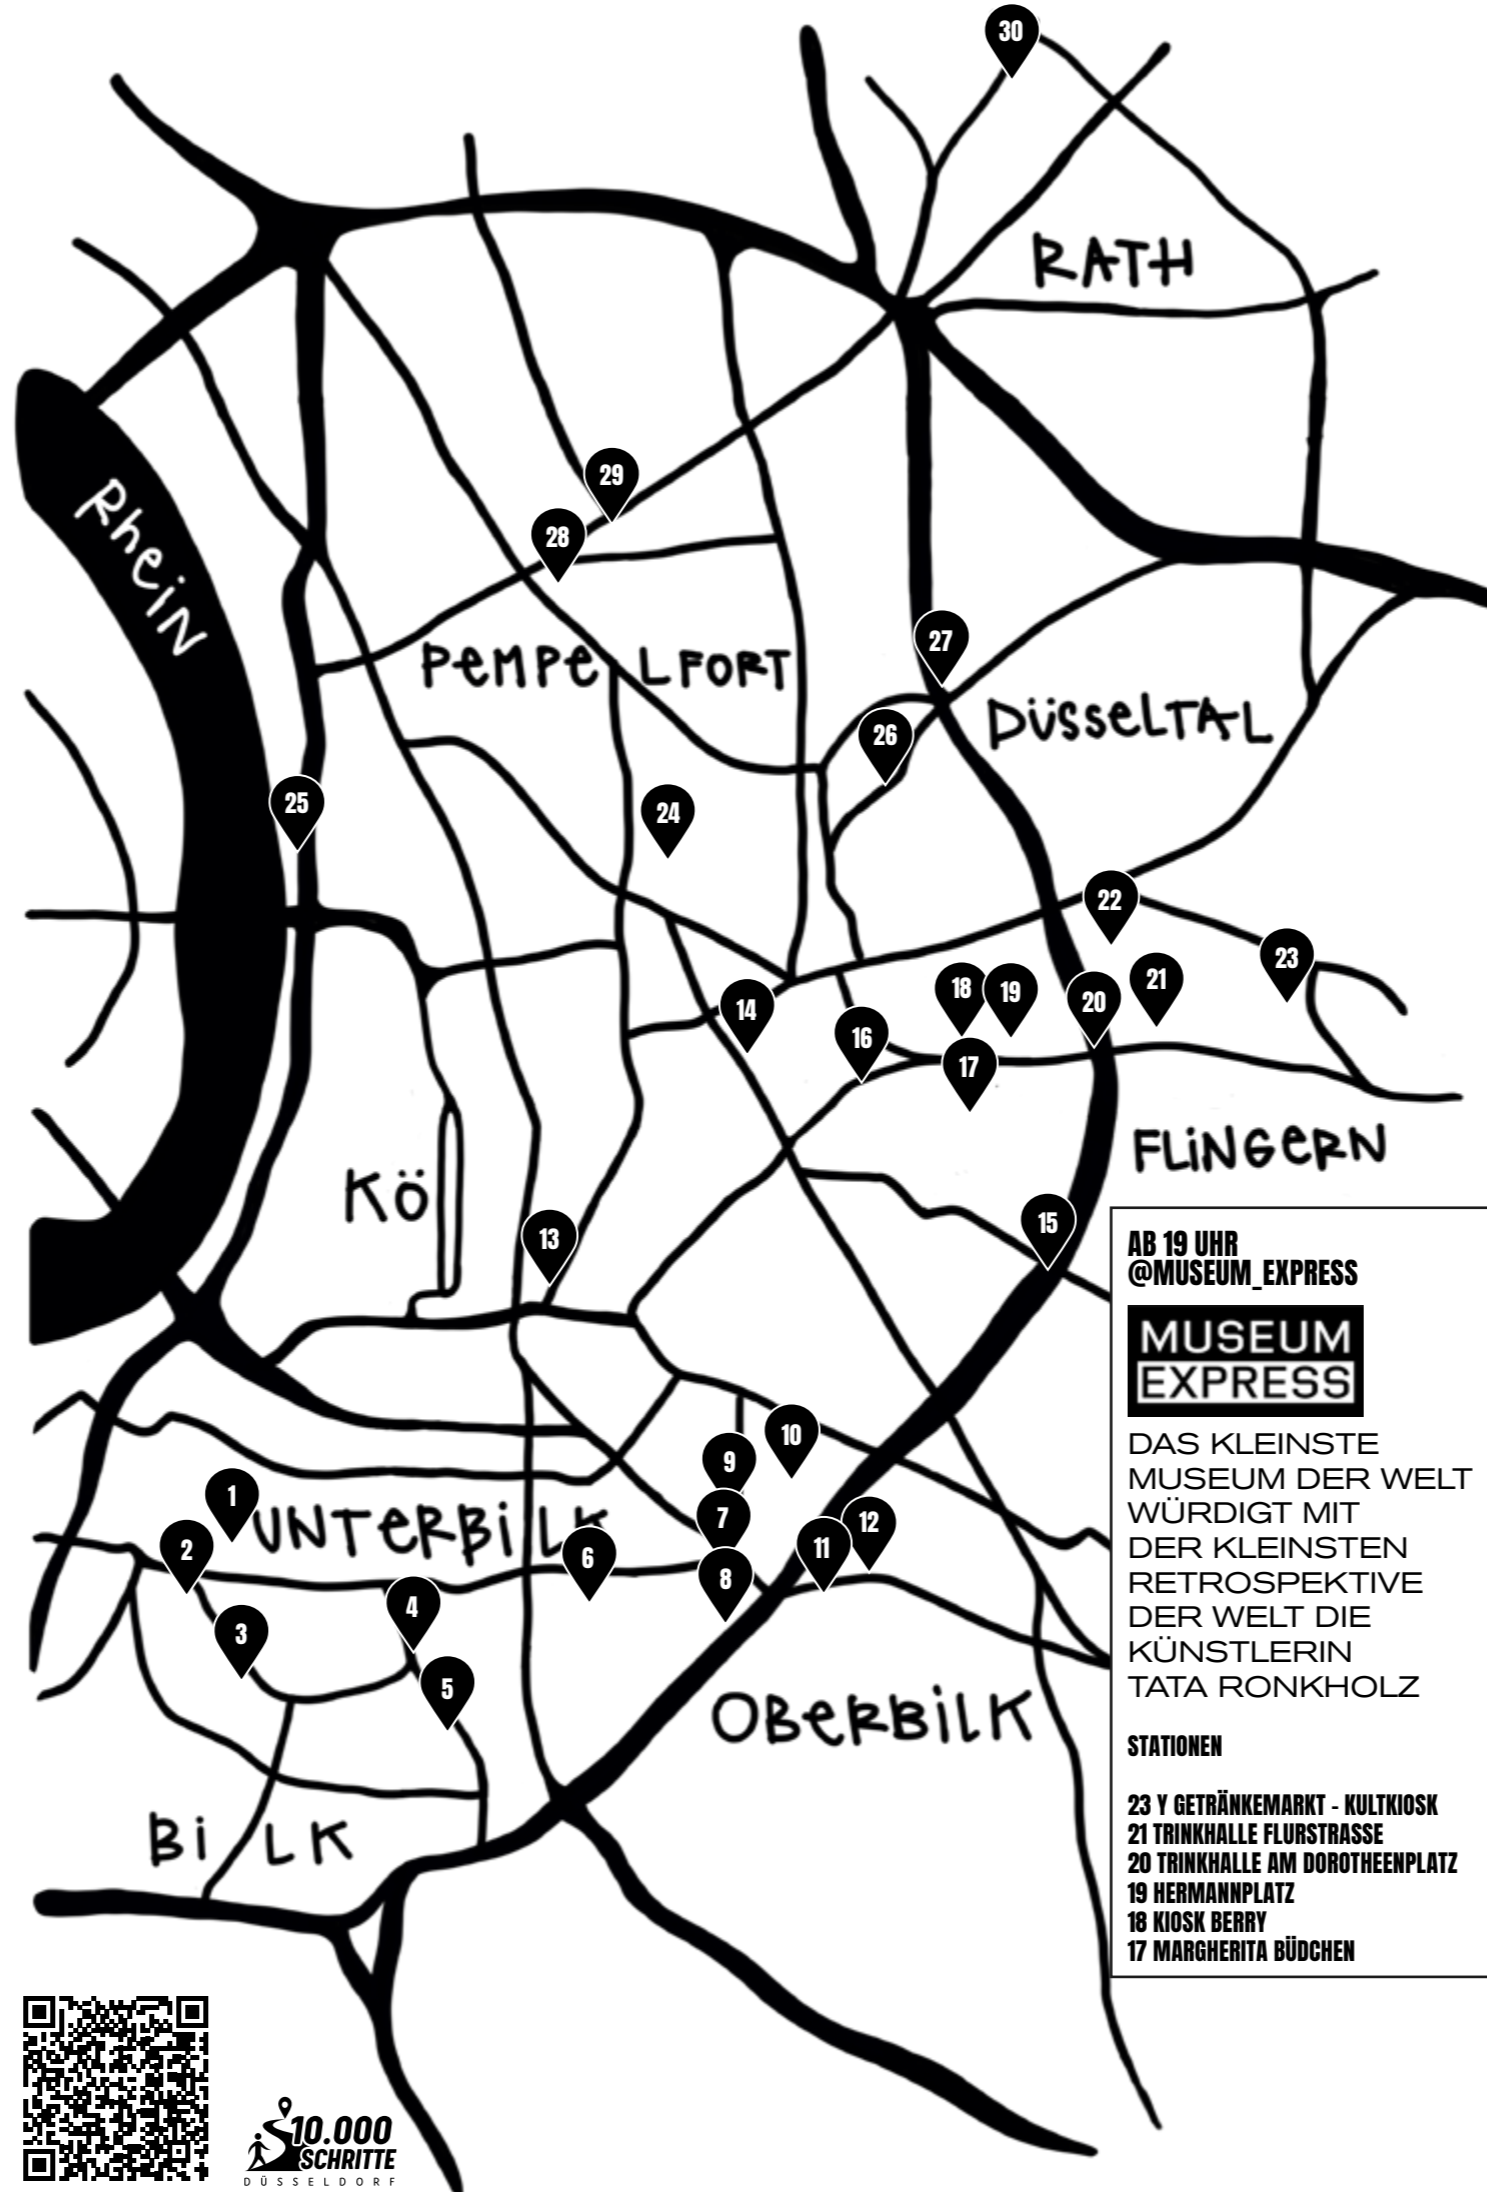 30
RATH
29
28
RheiN
27
PeMPeLFORT
DÜSSeLTAL
26
25
24
22
23
21
18
19
20
14
16
17
FLiNGeRN
KÖ
15
13
AB 19 UHR
@MUSEUM_EXPRESS
MUSEUM
EXPRESS
DAS KLEINSTE
MUSEUM DER WELT
WÜRDIGT MIT
DER KLEINSTEN
RETROSPEKTIVE
DER WELT DIE
KÜNSTLERIN
TATA RONKHOLZ
STATIONEN
23 Y GETRÄNKEMARKT - KULTKIOSK
21 TRINKHALLE FLURSTRASSE
20 TRINKHALLE AM DOROTHEENPLATZ
19 HERMANNPLATZ
18 KIOSK BERRY
17 MARGHERITA BÜDCHEN
10
9
1
7
12
UNTeRBiLK
2
11
6
8
4
3
5
OBeRBiLK
BiLK
10.000
SCHRITTE
DÜSSELDORF